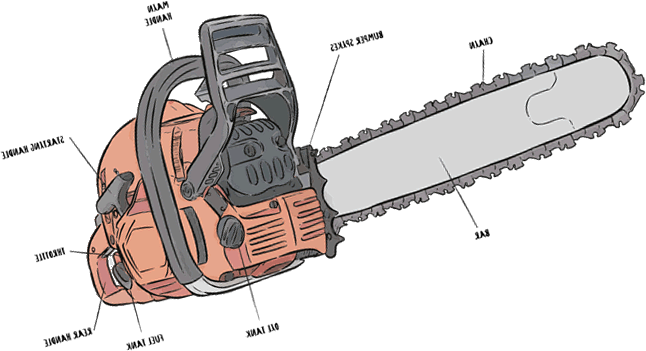 MAIN
HANDLE
BUMPER SPIKES
CHAIN
STARTING HANDLE
BAR
THROTTLE
REAR HANDLE
FUEL TANK
OIL TANK